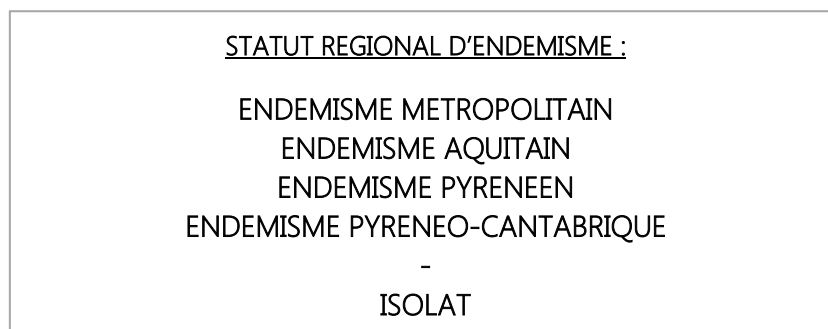 STATUT REGIONAL D’ENDEMISME :
ENDEMISME METROPOLITAIN
ENDEMISME AQUITAIN
ENDEMISME PYRENEEN
ENDEMISME PYRENEO-CANTABRIQUE
-
ISOLAT